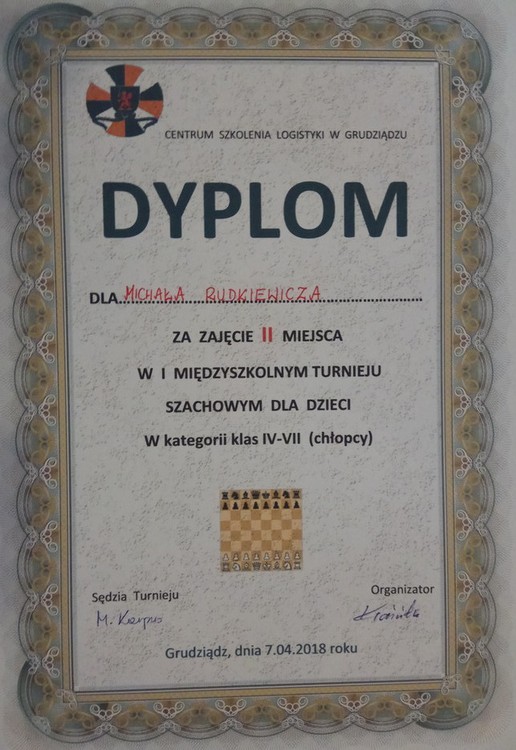 CENTRUM SZKOLENIA LOGISTYKI W GRUDZIĄDZU
DYPLOM
DLA MICHAŁA RUDKIEWICZA
ZA ZAJĘCIE II MIEJSCA
W I MIĘDZYSZKOLNYM TURNIEJU
SZACHOWYM DLA DZIECI
W kategorii klas IV-VII (chłopcy)
Sędzia Turnieju
Organizator
M.
Grudziądz, dnia 7.04.2018 roku